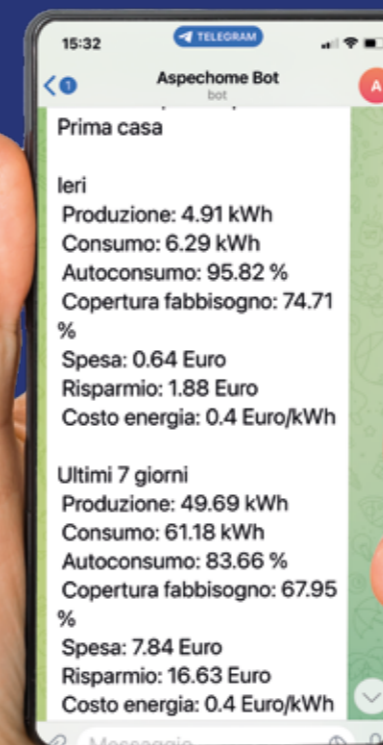 15:32
TELEGRAM
1
Aspechome Bot
bot
A
Prima casa
Ieri
Produzione: 4.91 kWh
Consumo: 6.29 kWh
Autoconsumo: 95.82 %
Copertura fabbisogno: 74.71
%
Spesa: 0.64 Euro
Risparmio: 1.88 Euro
Costo energia: 0.4 Euro/kWh
Ultimi 7 giorni
Produzione: 49.69 kWh
Consumo: 61.18 kWh
Autoconsumo: 83.66 %
Copertura fabbisogno: 67.95
%
Spesa: 7.84 Euro
Risparmio: 16.63 Euro
Costo energia: 0.4 Euro/kWh
Messaggio